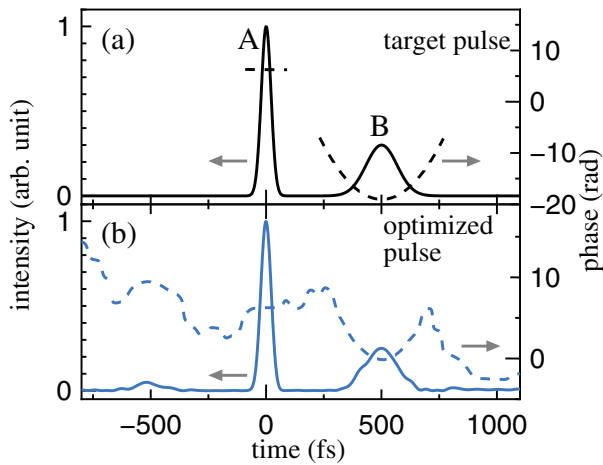 1
(a)
A
target pulse
10
0
B
−10
0
−20
intensity (arb. unit)
phase (rad)
1
(b)
optimized
pulse
10
0
0
−500
0
500
1000
time (fs)